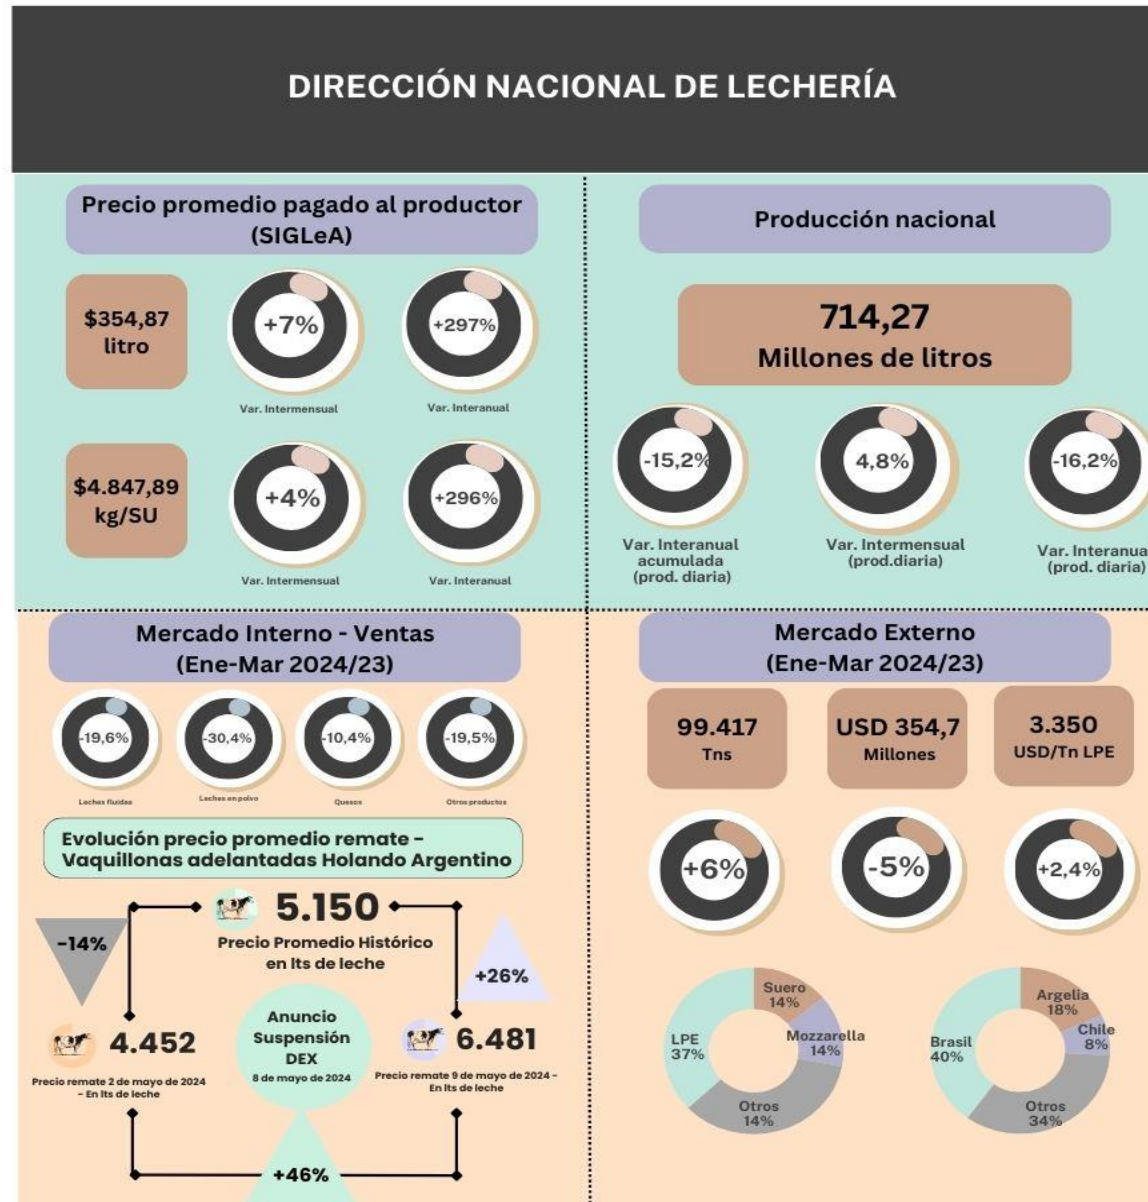 DIRECCIÓN NACIONAL DE LECHERÍA
Precio promedio pagado al productor
(SIGLeA)
$354,87
litro
+7%
Var. Intermensual
+297%
Var. Interanual
$4.847,89
kg/SU
+4%
Var. Intermensual
+296%
Var. Interanual
Producción nacional
714,27
Millones de litros
-15,2%
Var. Interanual
acumulada
(prod. diaria)
4,8%
Var. Intermensual
(prod.diaria)
-16,2%
Var. Interanua
(prod. diaria)
Mercado Interno - Ventas
(Ene-Mar 2024/23)
-19,6%
Leches fluidas
-30,4%
Leches en polvo
-10,4%
Quesos
-19,5%
Otros productos
Evolución precio promedio remate -
Vaquillonas adelantadas Holando Argentino
5.150
Precio Promedio Histórico
en lts de leche
-14%
+26%
4.452
Precio remate 2 de mayo de 2024
- En lts de leche
Anuncio
Suspensión
DEX
8 de mayo de 2024
6.481
Precio remate 9 de mayo de 2024 -
En lts de leche
+46%
Mercado Externo
(Ene-Mar 2024/23)
99.417
Tns
USD 354,7
Millones
3.350
USD/Tn LPE
+6%
-5%
+2,4%
Suero
14%
Mozzarella
14%
Otros
14%
LPE
37%
Argelia
18%
Chile
8%
Otros
34%
Brasil
40%